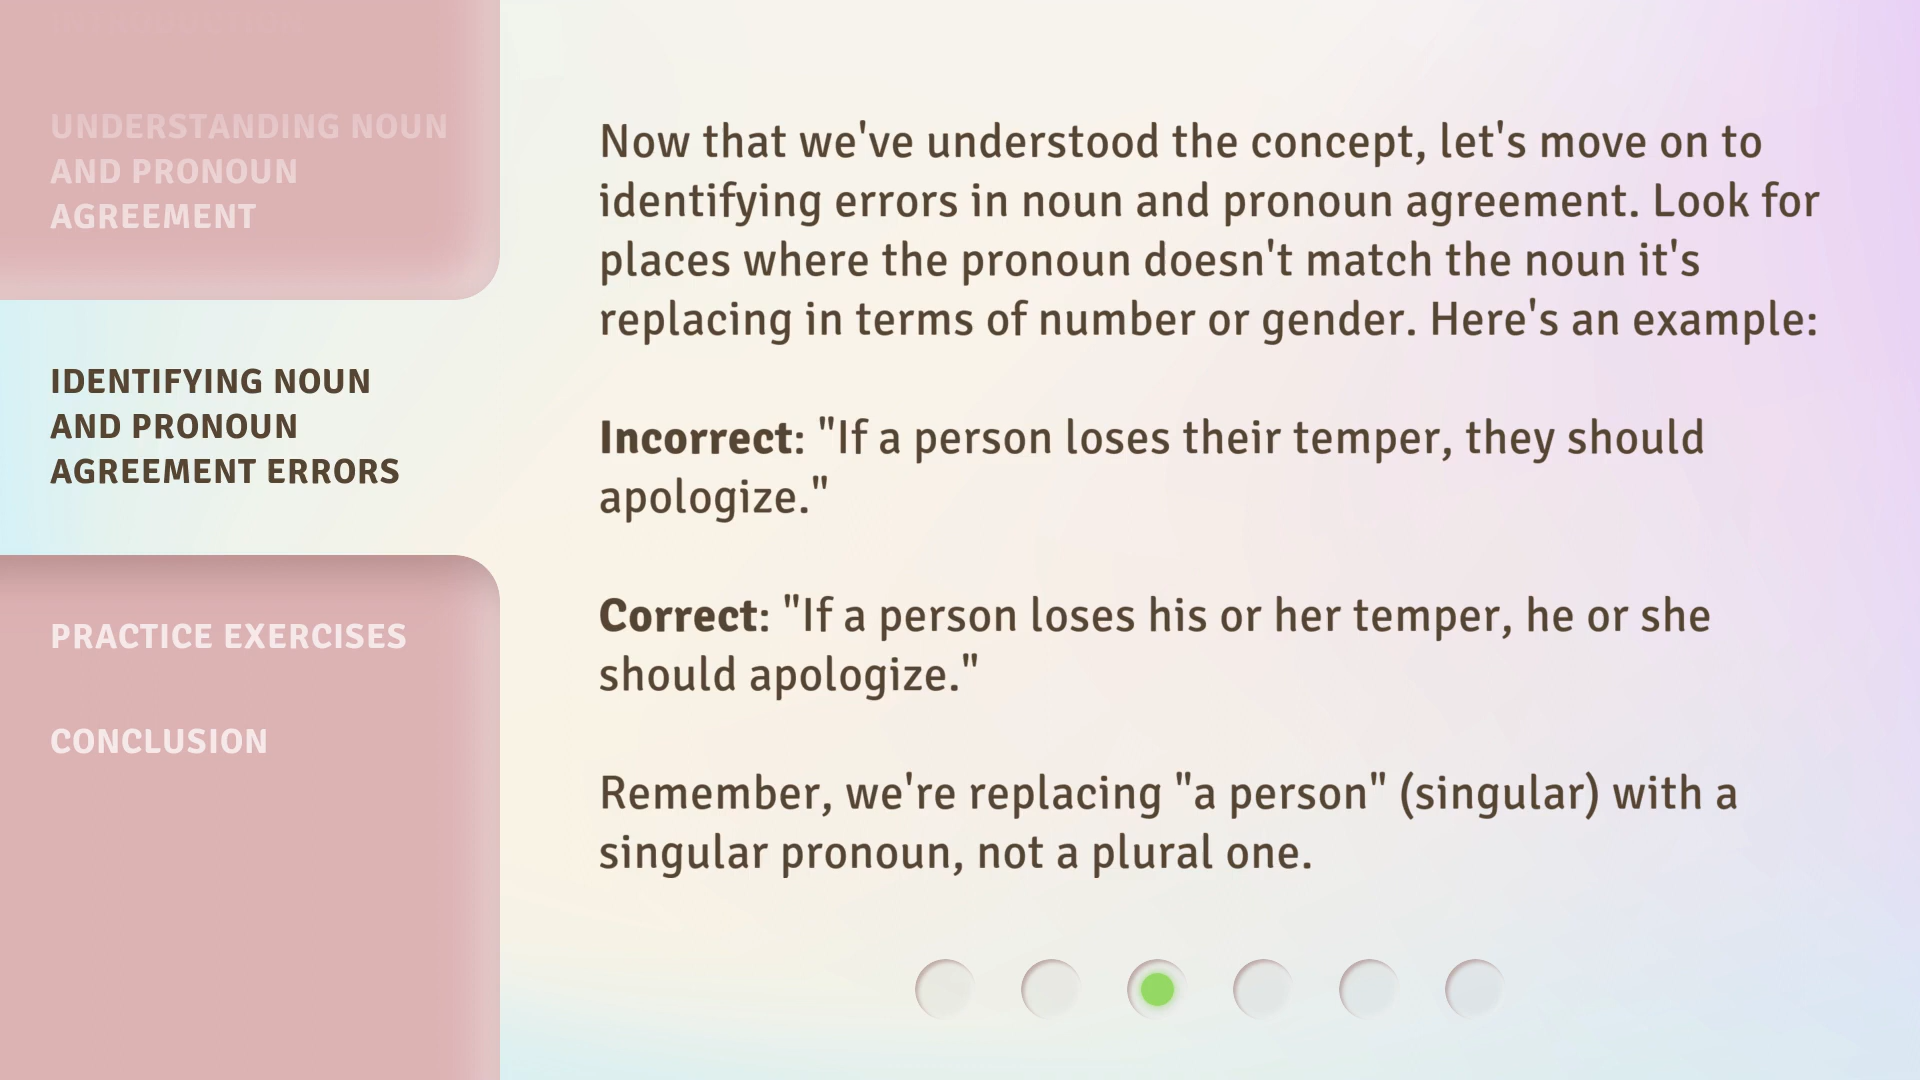 INTRODUCTION
UNDERSTANDING NOUN
AND PRONOUN
AGREEMENT
IDENTIFYING NOUN
AND PRONOUN
AGREEMENT ERRORS
PRACTICE EXERCISES
CONCLUSION
Now that we've understood the concept, let's move on to
identifying errors in noun and pronoun agreement. Look for
places where the pronoun doesn't match the noun it's
replacing in terms of number or gender. Here's an example:
Incorrect: "If a person loses their temper, they should
apologize."
Correct: "If a person loses his or her temper, he or she
should apologize."
Remember, we're replacing "a person" (singular) with a
singular pronoun, not a plural one.